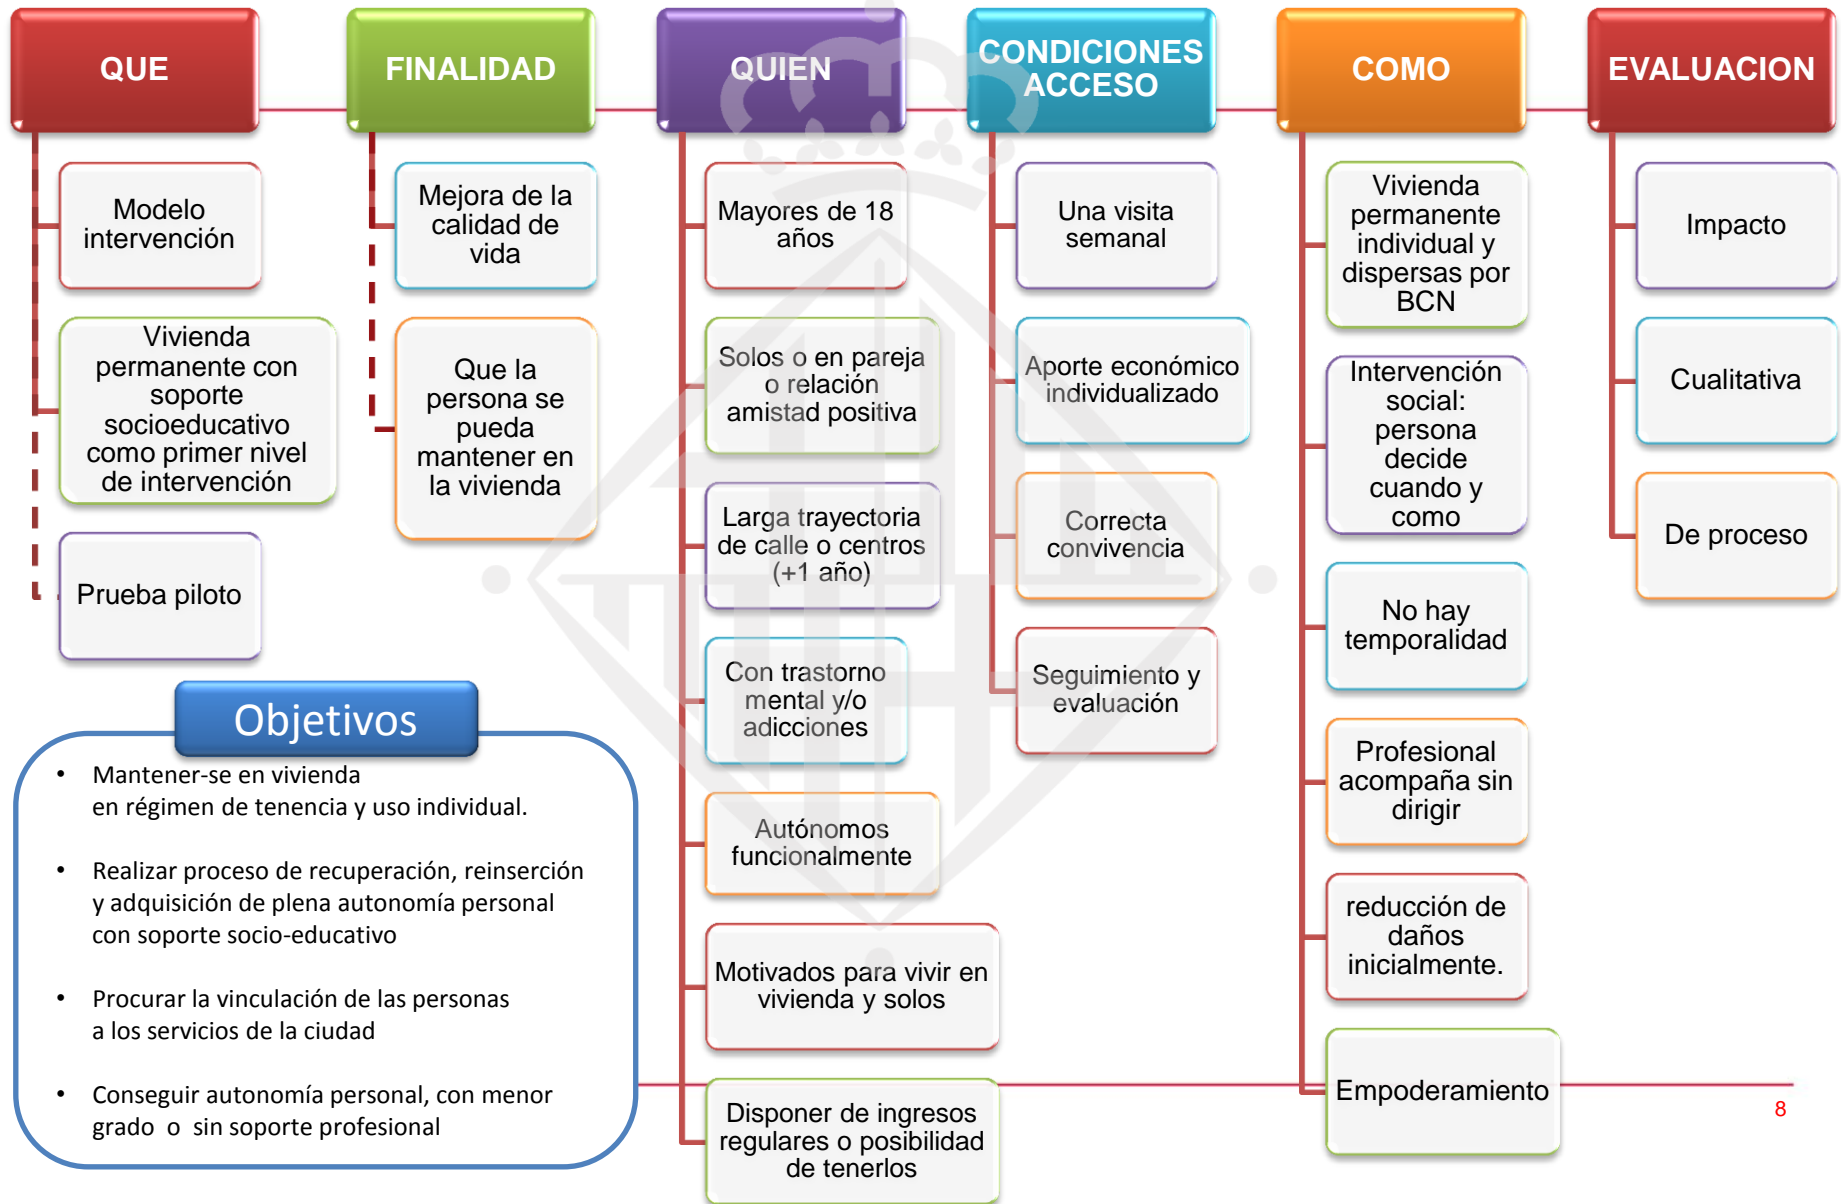 QUE
Modelo
intervención
Vivienda
permanente con
soporte
socioeducativo
como primer nivel
de intervención
Prueba piloto
FINALIDAD
Mejora de la
calidad de
vida
Que la
persona se
pueda
mantener en
la vivienda
QUIEN
Mayores de 18
años
Solos o en pareja
o relación
amistad positiva
Larga trayectoria
de calle o centros
(+1 año)
Con trastorno
mental y/o
adicciones
Autónomos
funcionalmente
Motivados para vivir en
vivienda y solos
Disponer de ingresos
regulares o posibilidad
de tenerlos
CONDICIONES
ACCESO
Una visita
semanal
Aporte económico
individualizado
Correcta
convivencia
Seguimiento y
evaluación
COMO
Vivienda
permanente
individual y
dispersas por
BCN
Intervención
social:
persona
decide
cuando y
como
No hay
temporalidad
Profesional
acompaña sin
dirigir
reducción de
daños
inicialmente.
Empoderamiento
EVALUACION
Impacto
Cualitativa
De proceso
Objetivos
• Mantener-se en vivienda
en régimen de tenencia y uso individual.
• Realizar proceso de recuperación, reinserción
y adquisición de plena autonomía personal
con soporte socio-educativo
• Procurar la vinculación de las personas
a los servicios de la ciudad
• Conseguir autonomía personal, con menor
grado o sin soporte profesional
8